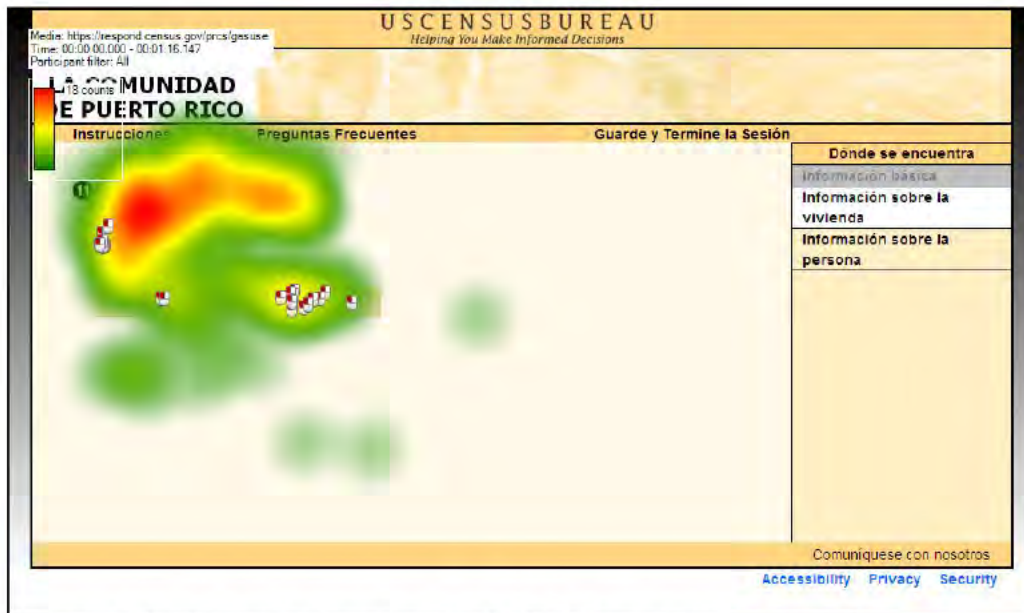 USCENSUSBUREAU
Helping You Make Informed Decisions
Media: https://respond.census.gov/prcs/gasuse
Time: 00:00:00.000 - 00:01:16.147
Participant filter: All
LA COMUNIDAD
18 counts
DE PUERTO RICO
Instrucciones
Preguntas Frecuentes
Guarde y Termine la Sesión
Dónde se encuentra
Información básica
Información sobre la
vivienda
Información sobre la
persona
11
Comuníquese con nosotros
Accessibility Privacy Security